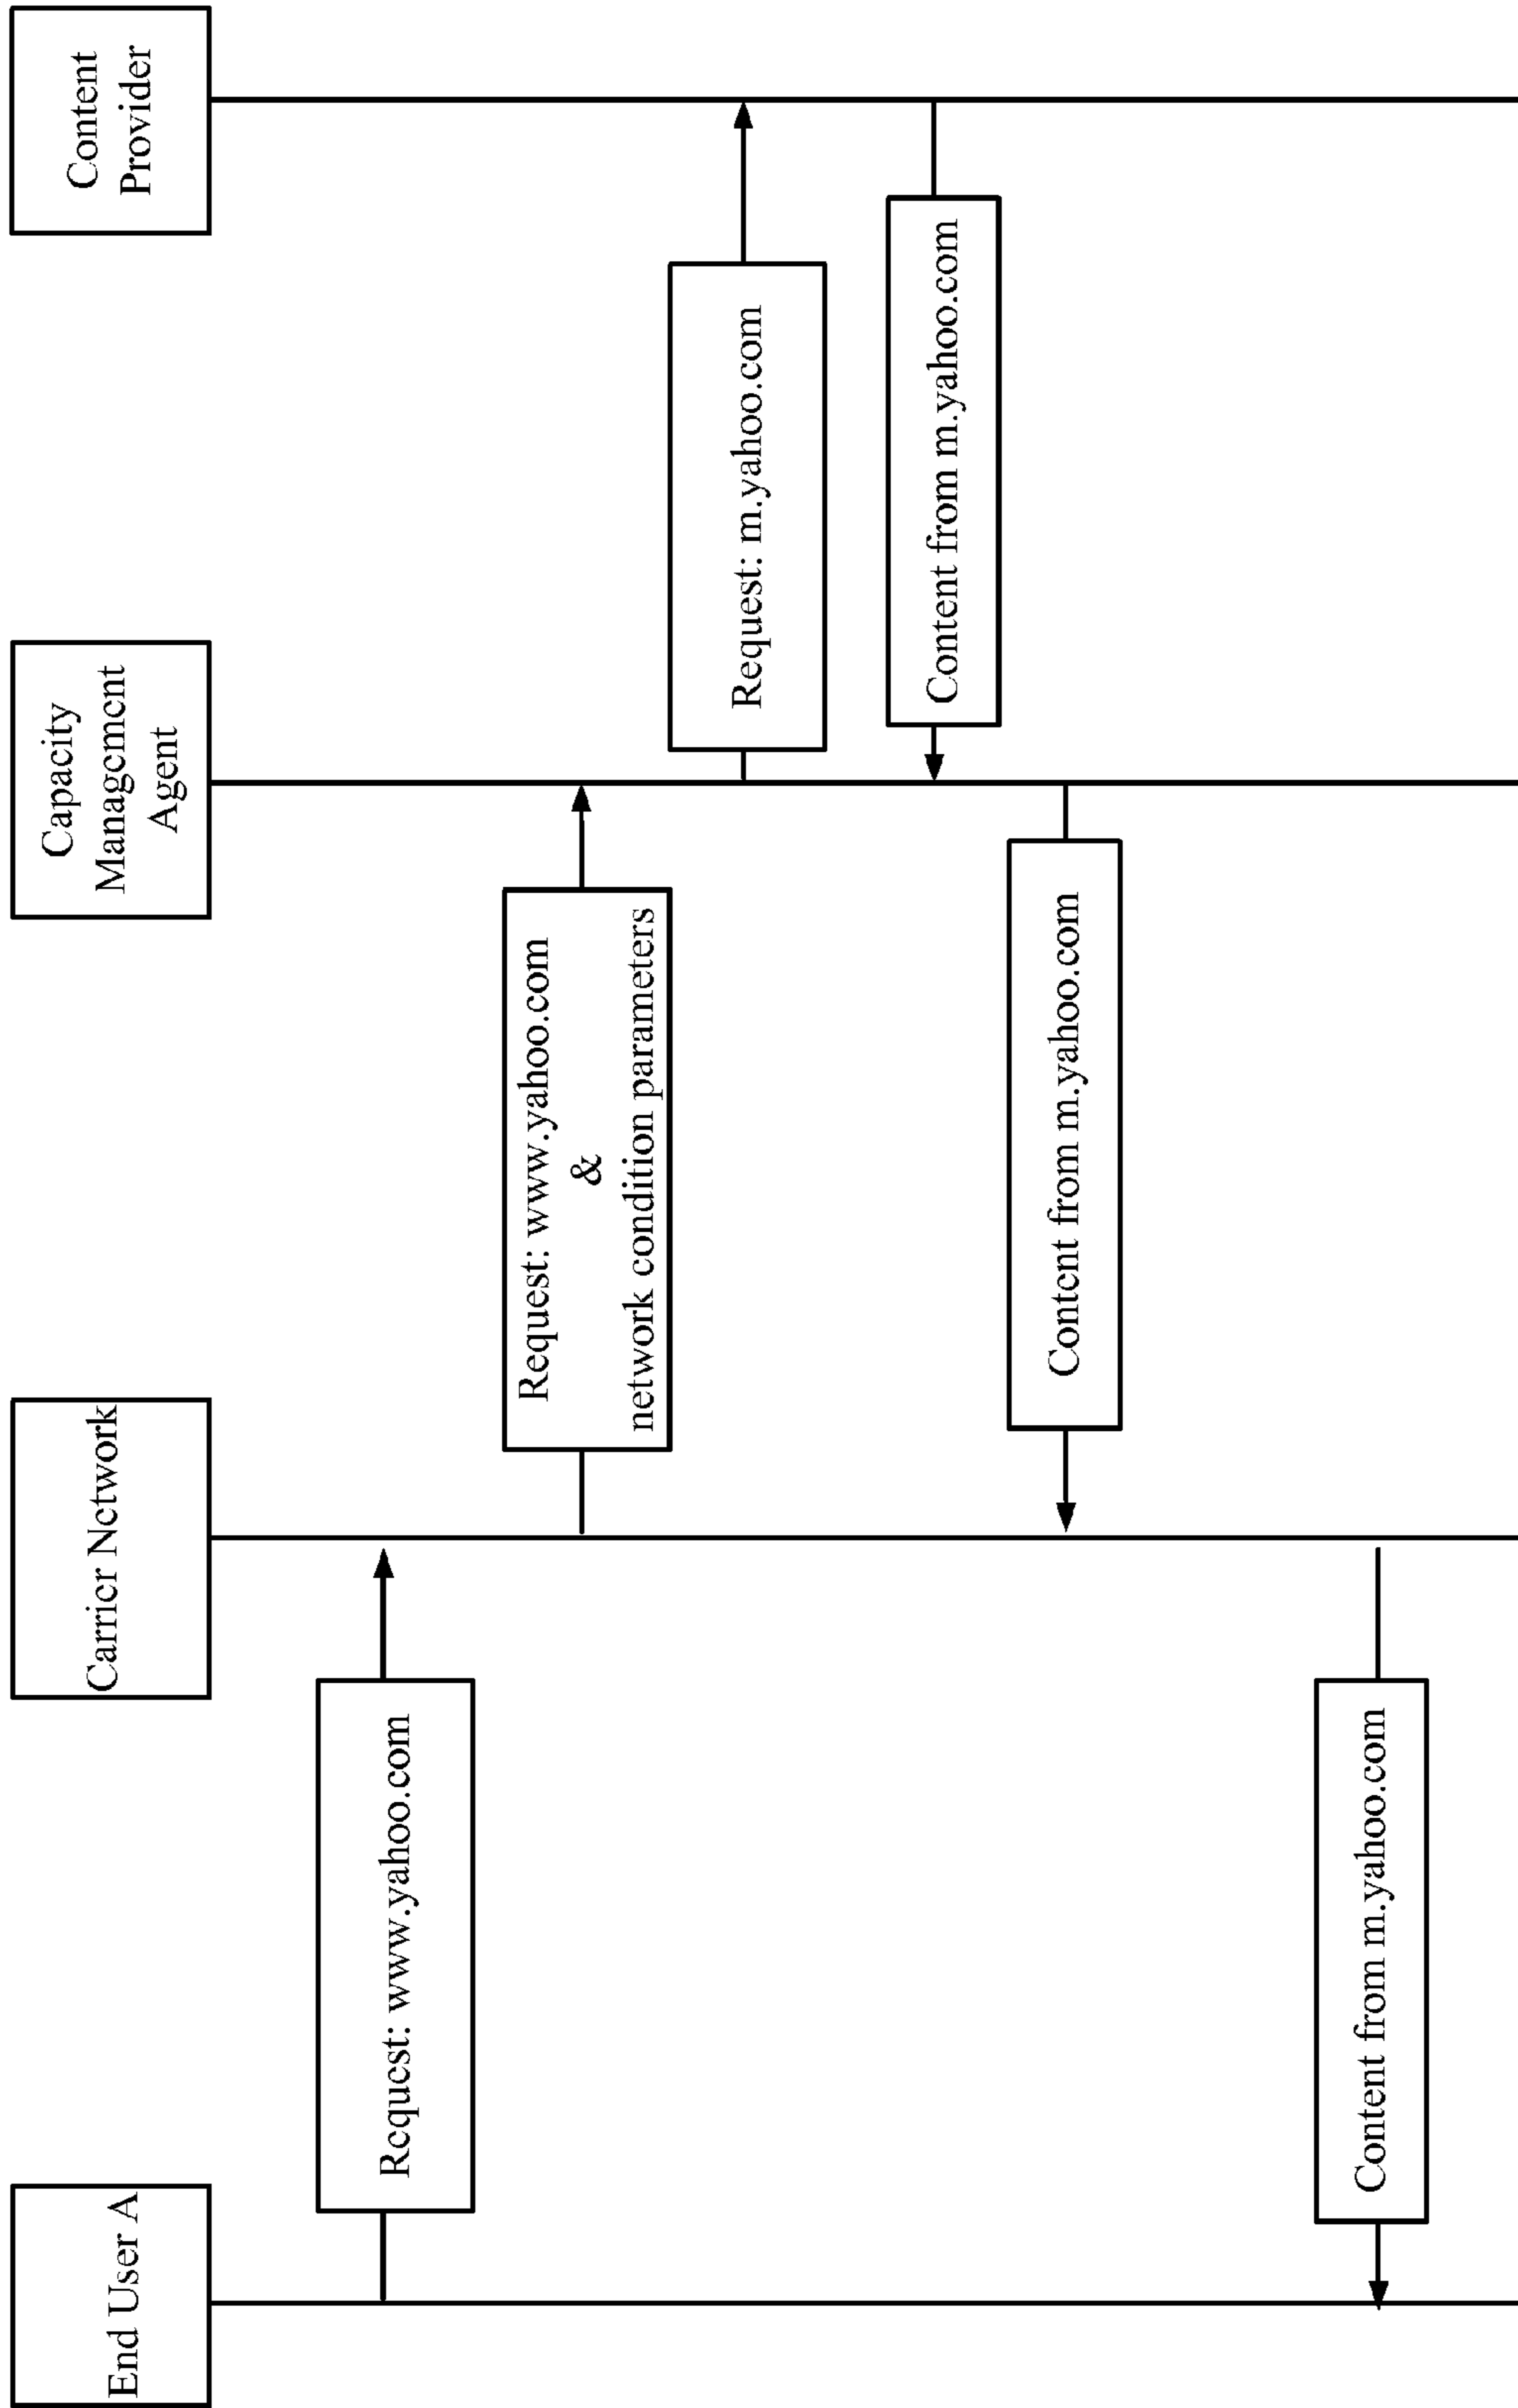 End User A
Carrier Network
Capacity
Management
Agent
Content
Provider
Request: www.yahoo.com
Request: www.yahoo.com
&
network condition parameters
Request: m.yahoo.com
Content from m.yahoo.com
Content from m.yahoo.com
Content from m.yahoo.com